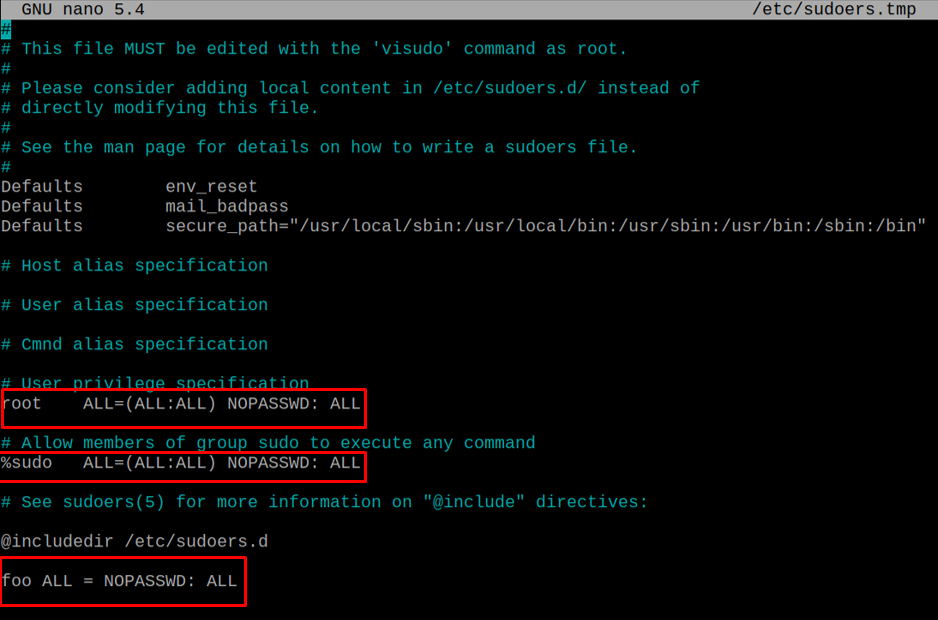 GNU nano 5.4 /etc/sudoers.tmp
#
# This file MUST be edited with the 'visudo' command as root.
#
# Please consider adding local content in /etc/sudoers.d/ instead of
# directly modifying this file.
#
# See the man page for details on how to write a sudoers file.
#
Defaults env_reset
Defaults mail_badpass
Defaults secure_path="/usr/local/sbin:/usr/local/bin:/usr/sbin:/usr/bin:/sbin:/bin"
# Host alias specification
# User alias specification
# Cmnd alias specification
# User privilege specification
root ALL=(ALL:ALL) NOPASSWD: ALL
# Allow members of group sudo to execute any command
%sudo ALL=(ALL:ALL) NOPASSWD: ALL
# See sudoers(5) for more information on "@include" directives:
@includedir /etc/sudoers.d
foo ALL = NOPASSWD: ALL